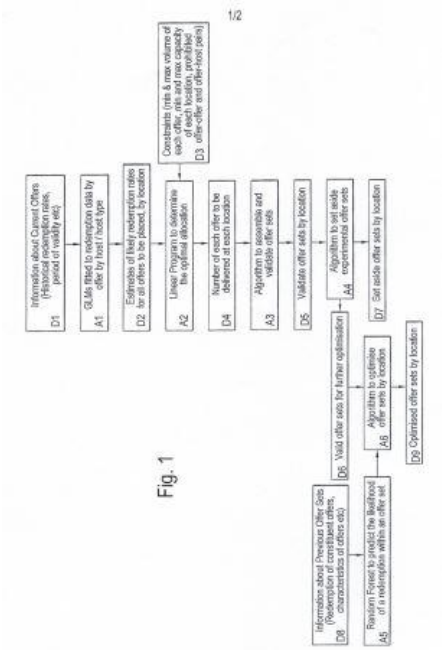 1/2
Information about Current Offers
(Historical redemption rates,
period of validity etc)
D1
GLMs fitted to redemption data by
offer by host / host type
A1
Estimates of likely redemption rates
for all offers to be placed, by location
D2
Constraints (min & max volume of
each offer, min and max capacity
of each location, prohibited
offer-offer and offer-host pairs)
D3
Linear Program to determine
the optimal allocation
A2
Number of each offer to be
delivered at each location
D4
Algorithm to assemble and
validate offer sets
A3
Validate offer sets by location
D5
Algorithm to set aside
experimental offer sets
A4
Set aside offer sets by location
D7
Valid offer sets for further optimisation
D6
Information about Previous Offer Sets
(Redemption of constituent offers,
characteristics of offers etc)
D8
Random Forest to predict the likelihood
of a redemption within an offer set
A5
Algorithm to optimise
offer sets by location
A6
D9 Optimised offer sets by location
Fig. 1